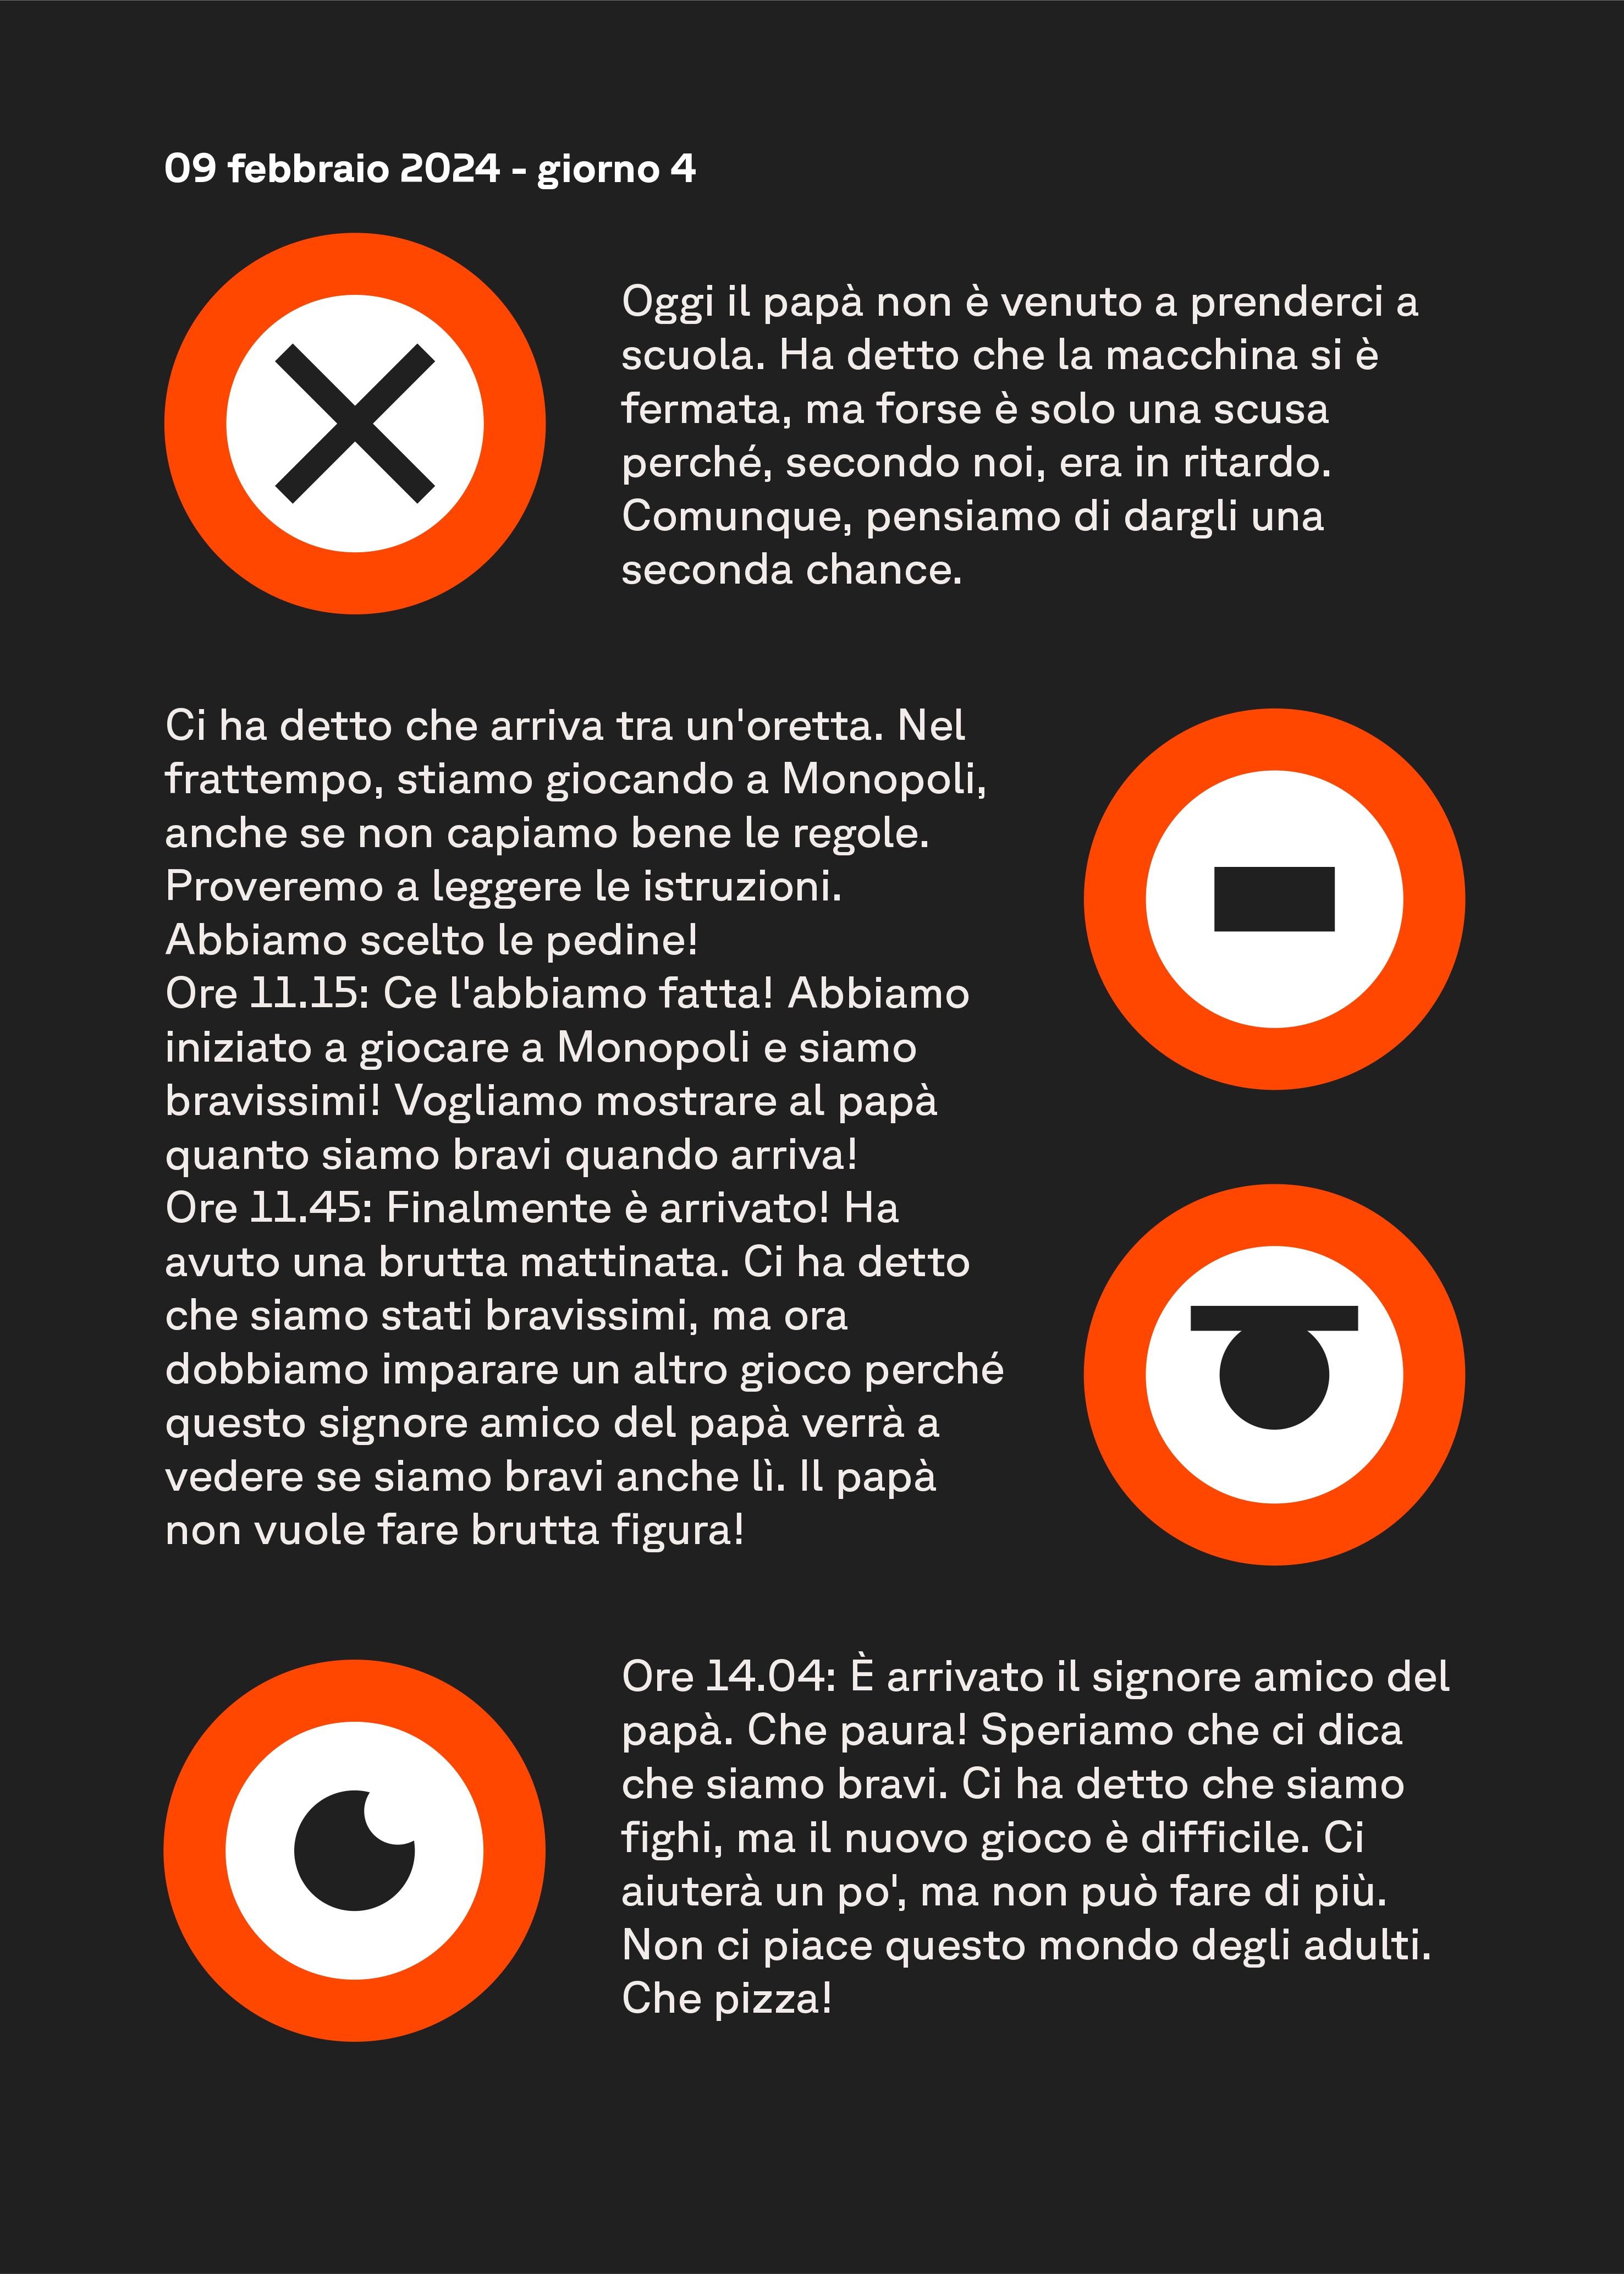 09 febbraio 2024 - giorno 4
Oggi il papà non è venuto a prenderci a
scuola. Ha detto che la macchina si è
fermata, ma forse è solo una scusa
perché, secondo noi, era in ritardo.
Comunque, pensiamo di dargli una
seconda chance.
Ci ha detto che arriva tra un'oretta. Nel
frattempo, stiamo giocando a Monopoli,
anche se non capiamo bene le regole.
Proveremo a leggere le istruzioni.
Abbiamo scelto le pedine!
Ore 11.15: Ce l'abbiamo fatta! Abbiamo
iniziato a giocare a Monopoli e siamo
bravissimi! Vogliamo mostrare al papà
quanto siamo bravi quando arriva!
Ore 11.45: Finalmente è arrivato! Ha
avuto una brutta mattinata. Ci ha detto
che siamo stati bravissimi, ma ora
dobbiamo imparare un altro gioco perché
questo signore amico del papà verrà a
vedere se siamo bravi anche lì. Il papà
non vuole fare brutta figura!
Ore 14.04: È arrivato il signore amico del
papà. Che paura! Speriamo che ci dica
che siamo bravi. Ci ha detto che siamo
fighi, ma il nuovo gioco è difficile. Ci
aiuterà un po', ma non può fare di più.
Non ci piace questo mondo degli adulti.
Che pizza!